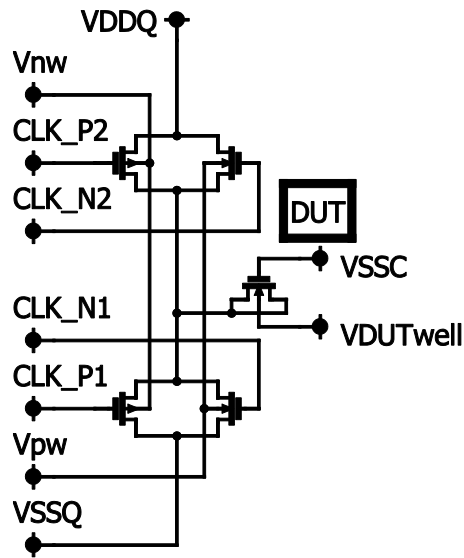 VDDQ
Vnw
CLK_P2
CLK_N2
DUT
VSSC
CLK_N1
VDUTwell
CLK_P1
Vpw
VSSQ